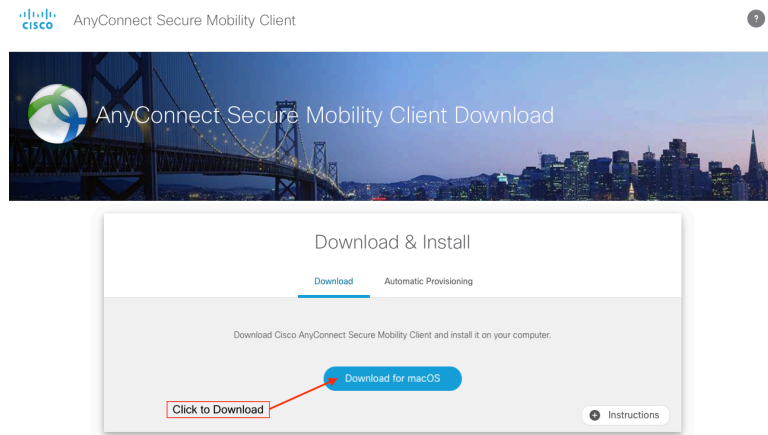 CISCO
AnyConnect Secure Mobility Client
?
AnyConnect Secure Mobility Client Download
Download & Install
Download
Automatic Provisioning
Download Cisco AnyConnect Secure Mobility Client and install it on your computer.
Download for macOS
Click to Download
Instructions